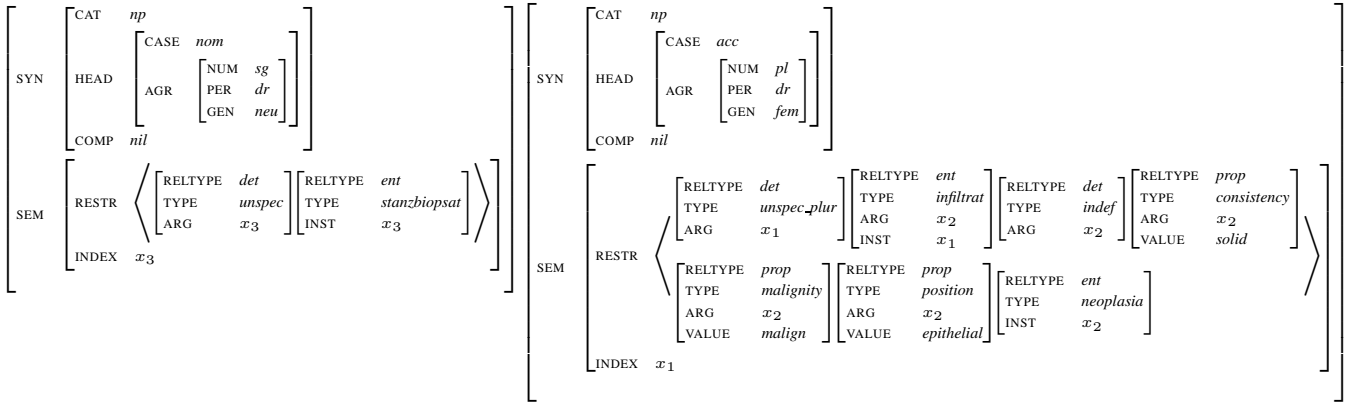 CAT np
CASE nom
NUM sg
SYN HEAD AGR PER dr
GEN neu
COMP nil
RELTYPE det RELTYPE ent
SEM RESTR TYPE unspec TYPE stanzbiopsat
ARG x3 INST x3
INDEX x3
CAT np
CASE acc
NUM pl
SYN HEAD AGR PER dr
GEN fem
COMP nil
RELTYPE det RELTYPE ent RELTYPE det RELTYPE prop
TYPE unspec_plur TYPE infiltrat TYPE indef TYPE consistency
ARG x1 ARG x2 ARG x2 ARG x2
INST x1 VALUE solid
SEM RESTR
RELTYPE prop RELTYPE prop RELTYPE ent
TYPE malignity TYPE position TYPE neoplasia
ARG x2 ARG x2 INST x2
VALUE malign VALUE epithelial
INDEX x1